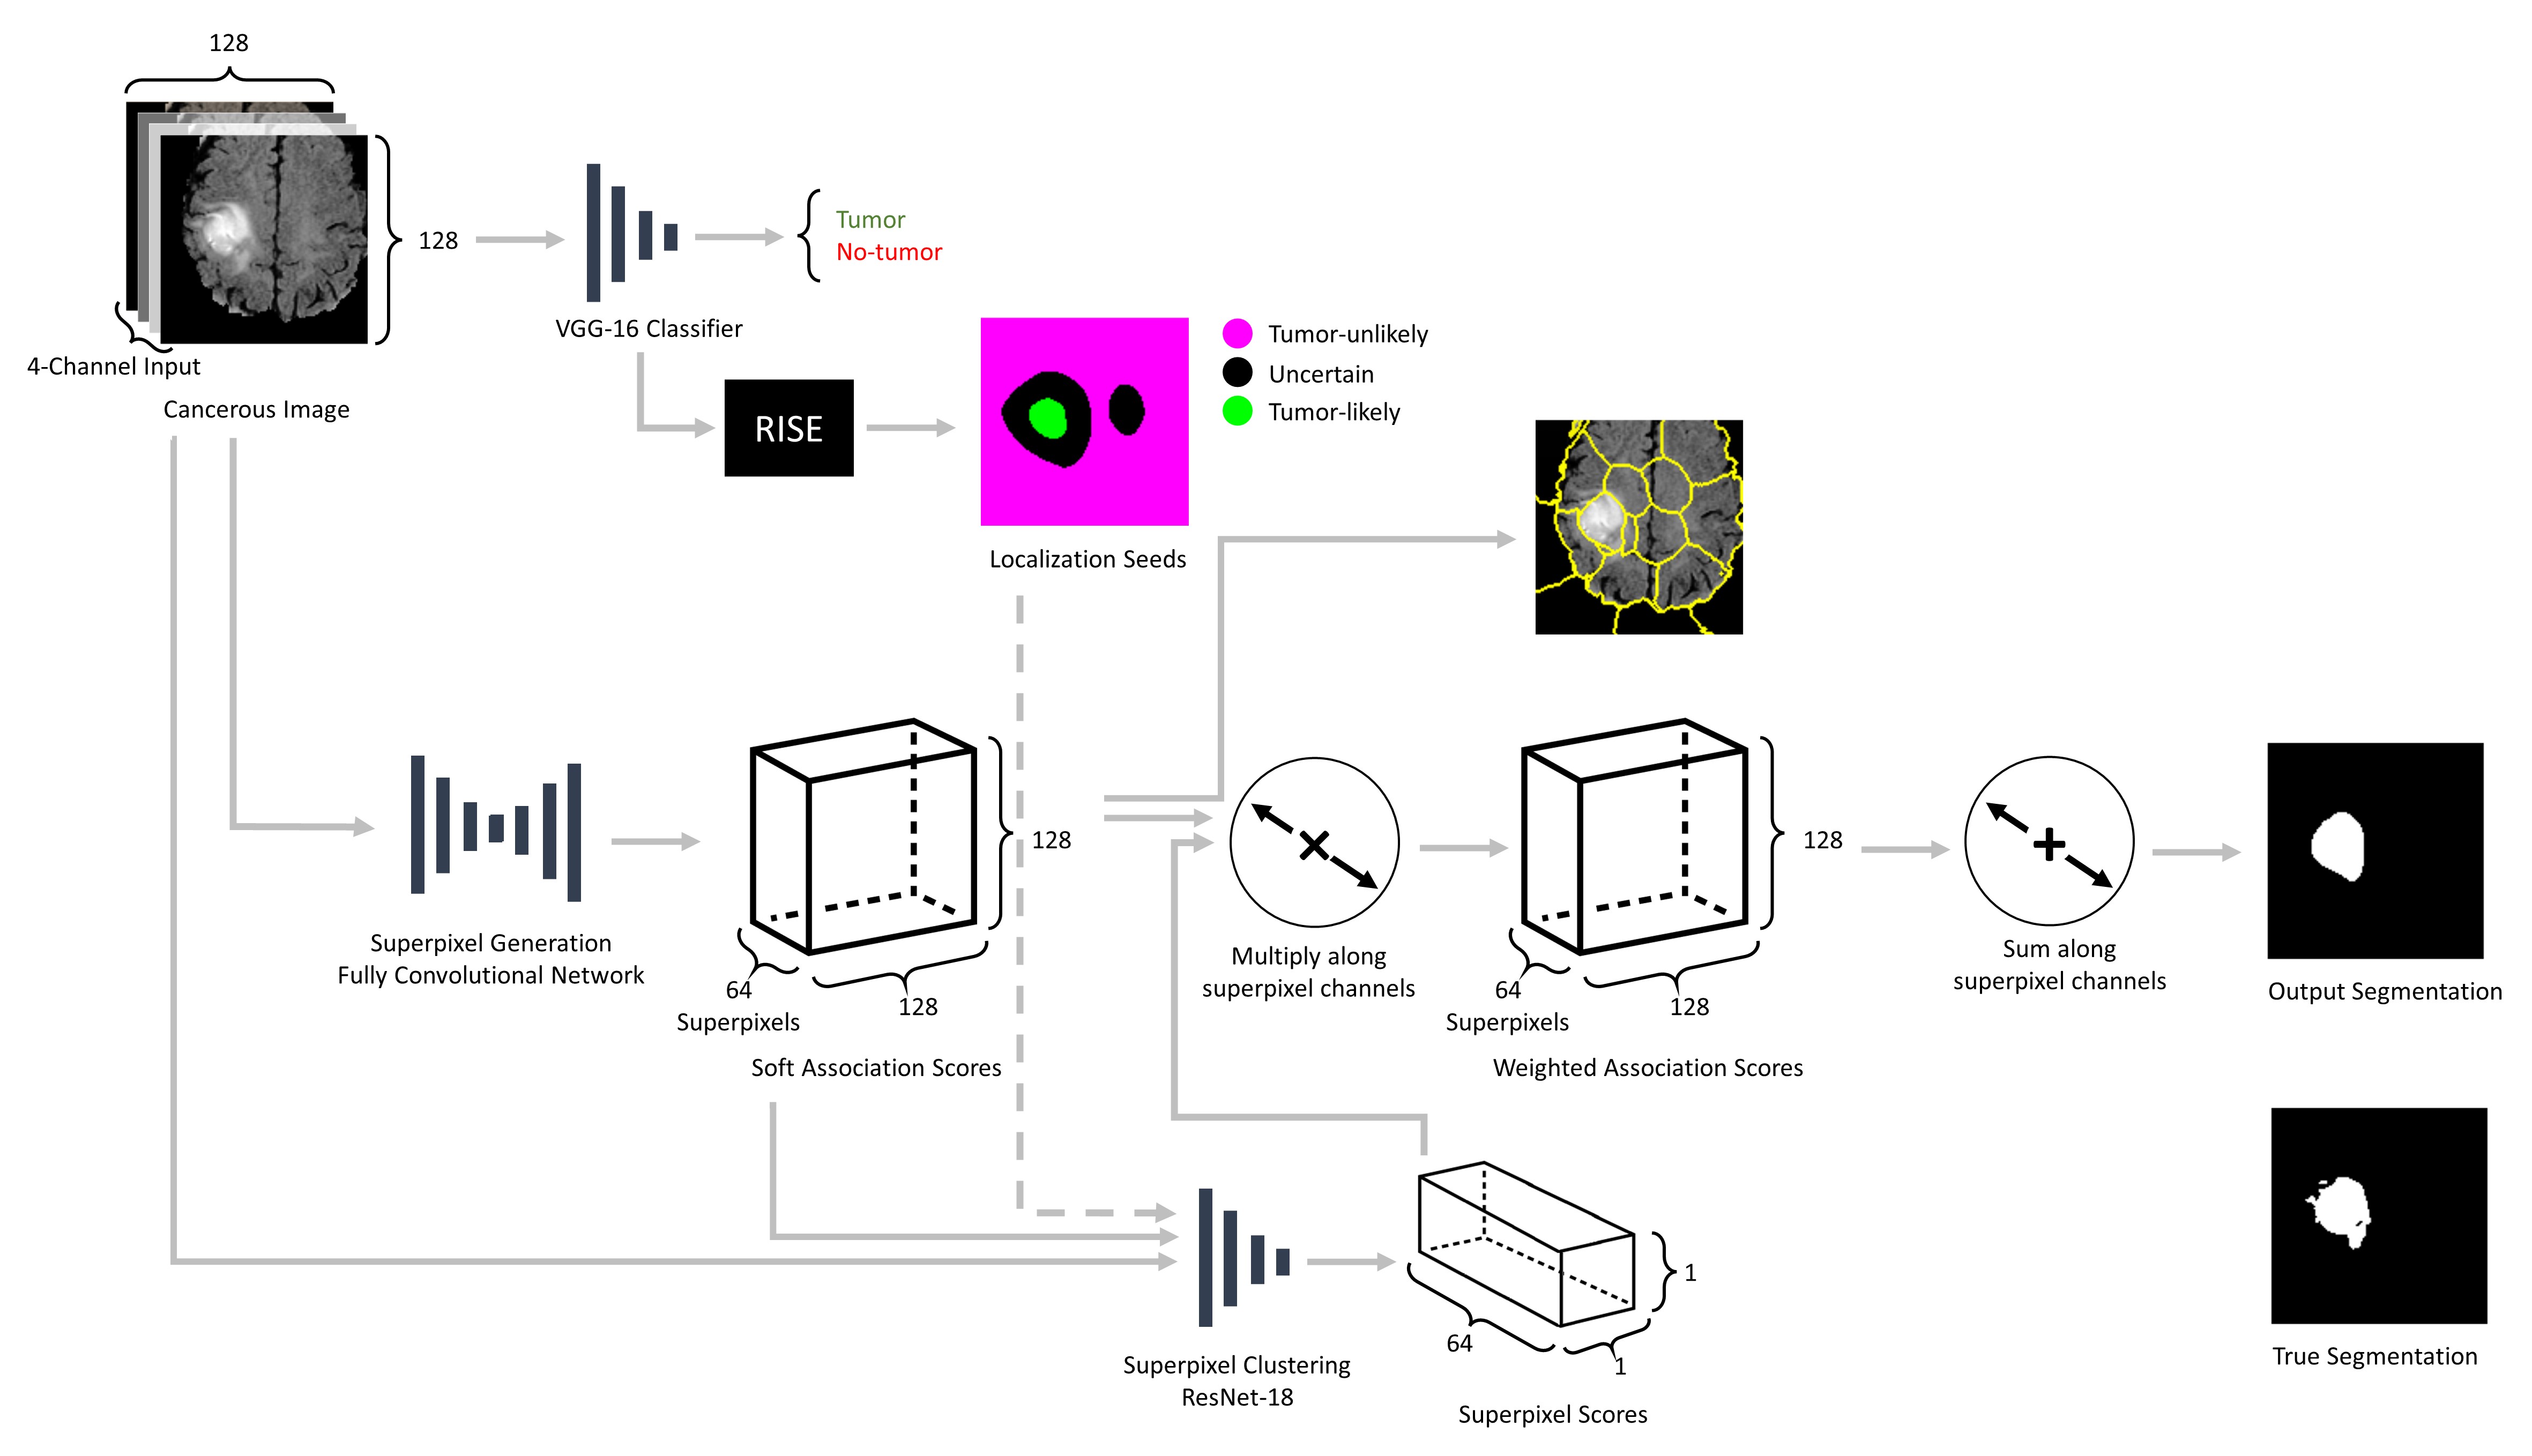 128
128
4-Channel Input
Cancerous Image
VGG-16 Classifier
Tumor
No-tumor
RISE
Localization Seeds
Tumor-unlikely
Uncertain
Tumor-likely
Superpixel Generation
Fully Convolutional Network
128
64
Superpixels
128
Soft Association Scores
Multiply along
superpixel channels
128
64
Superpixels
128
Weighted Association Scores
Sum along
superpixel channels
Output Segmentation
True Segmentation
Superpixel Clustering
ResNet-18
1
64
1
Superpixel Scores